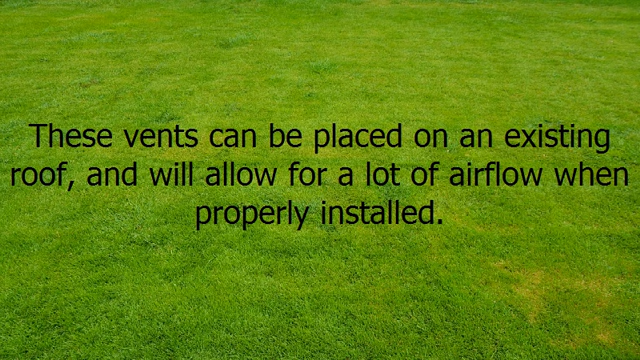 These vents can be placed on an existing
roof, and will allow for a lot of airflow when
properly installed.